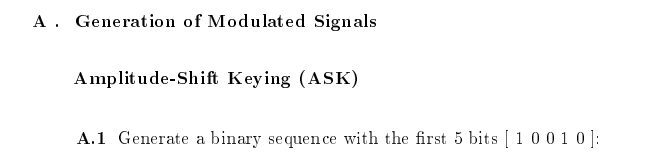 A . Generation of Modulated Signals
Amplitude-Shift Keying (ASK)
A.1 Generate a binary sequence with the first 5 bits [ 1 0 0 1 0 ]: